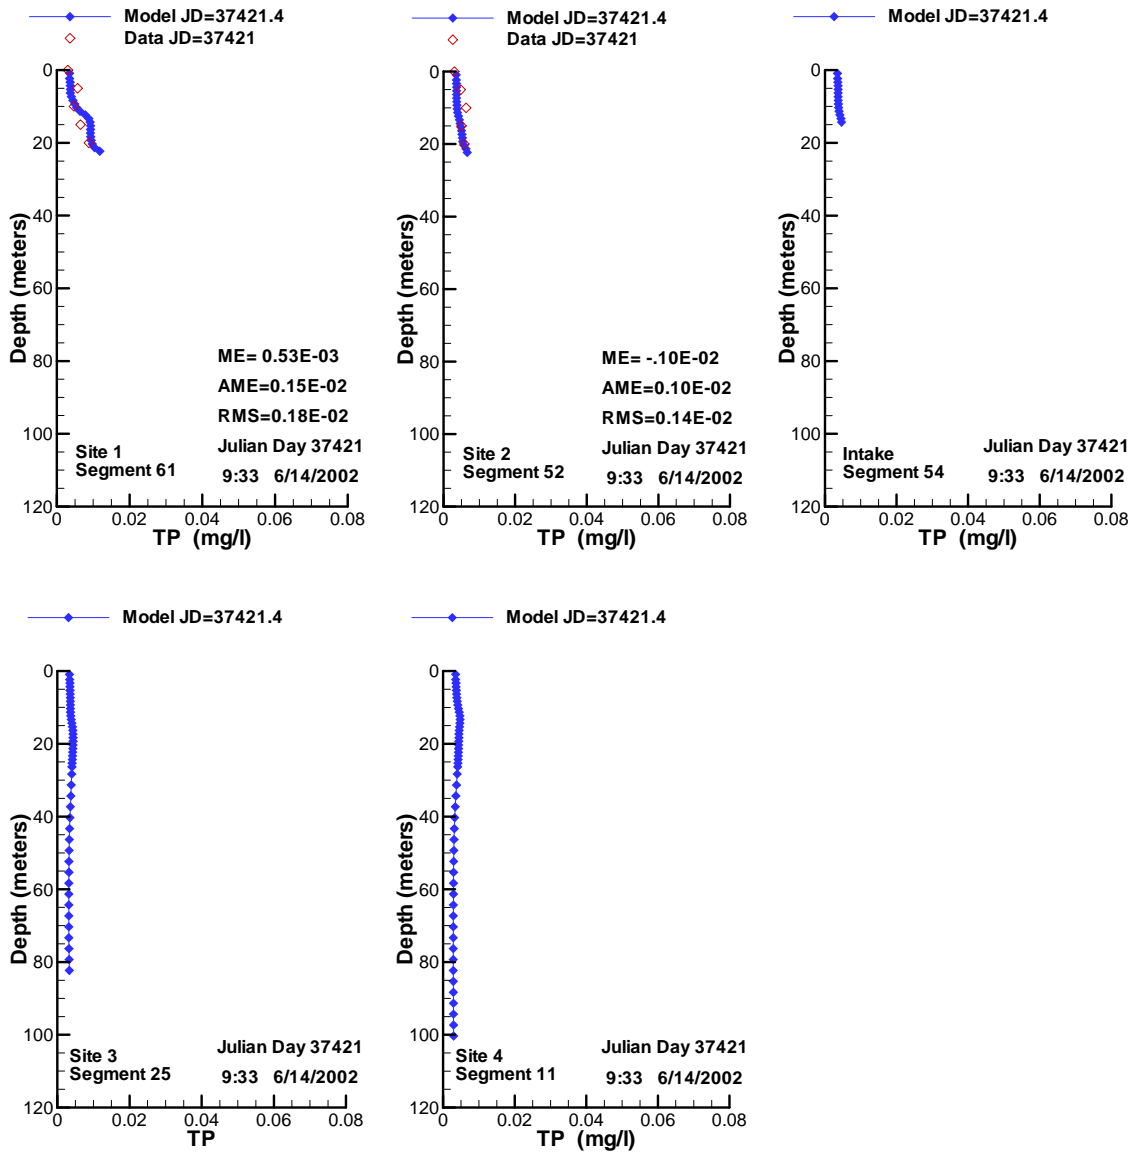 Model JD=37421.4
Data JD=37421
0
20
40
60
80
100
120
Depth (meters)
ME= 0.53E-03
AME=0.15E-02
RMS=0.18E-02
Site 1
Segment 61
Julian Day 37421
9:33 6/14/2002
0 0.02 0.04 0.06 0.08
TP (mg/l)
Model JD=37421.4
Data JD=37421
0
20
40
60
80
100
120
Depth (meters)
ME= -.10E-02
AME=0.10E-02
RMS=0.14E-02
Site 2
Segment 52
Julian Day 37421
9:33 6/14/2002
0 0.02 0.04 0.06 0.08
TP (mg/l)
Model JD=37421.4
0
20
40
60
80
100
120
Depth (meters)
Intake
Segment 54
Julian Day 37421
9:33 6/14/2002
0 0.02 0.04 0.06 0.08
TP (mg/l)
Model JD=37421.4
0
20
40
60
80
100
120
Depth (meters)
Site 3
Segment 25
Julian Day 37421
9:33 6/14/2002
0 0.02 0.04 0.06 0.08
TP
Model JD=37421.4
0
20
40
60
80
100
120
Depth (meters)
Site 4
Segment 11
Julian Day 37421
9:33 6/14/2002
0 0.02 0.04 0.06 0.08
TP (mg/l)